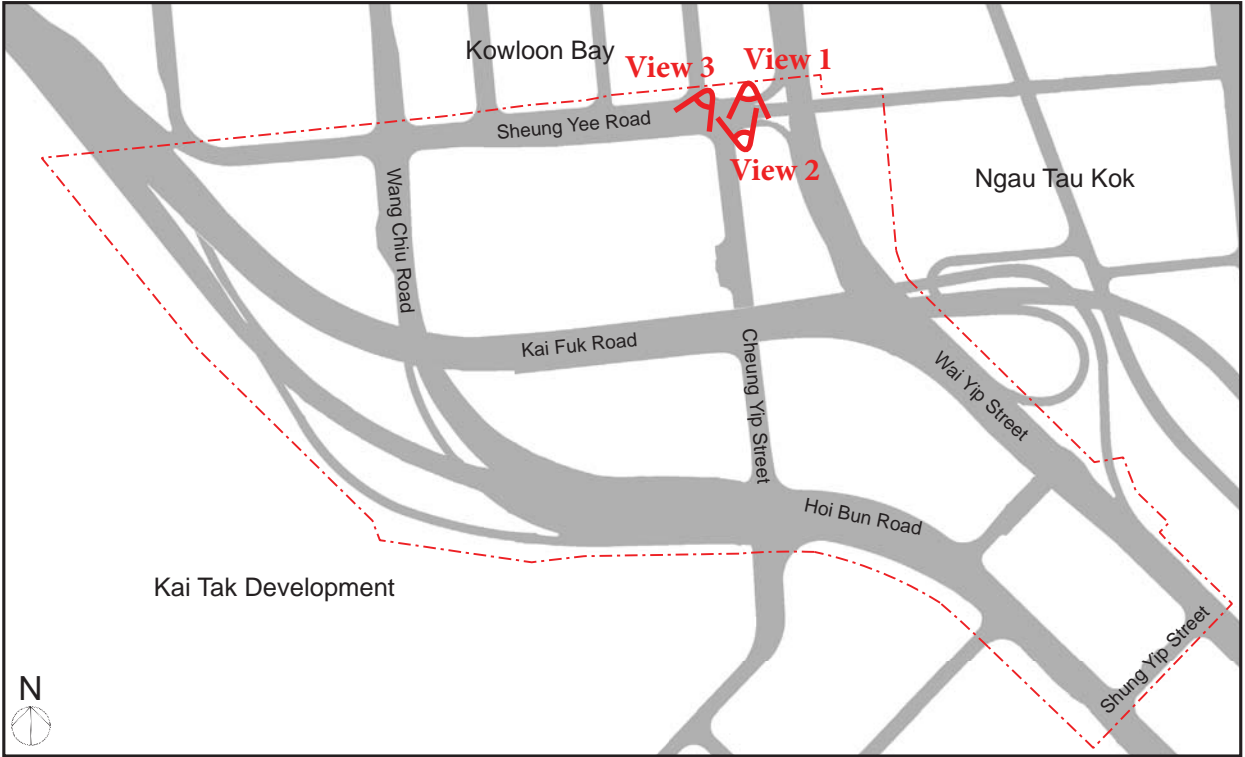 Kowloon Bay
View 3
View 1
Sheung Yee Road
View 2
Ngau Tau Kok
Wang Chiu Road
Kai Fuk Road
Cheung Yip Street
Wai Yip Street
Hoi Bun Road
Kai Tak Development
Shung Yip Street
N